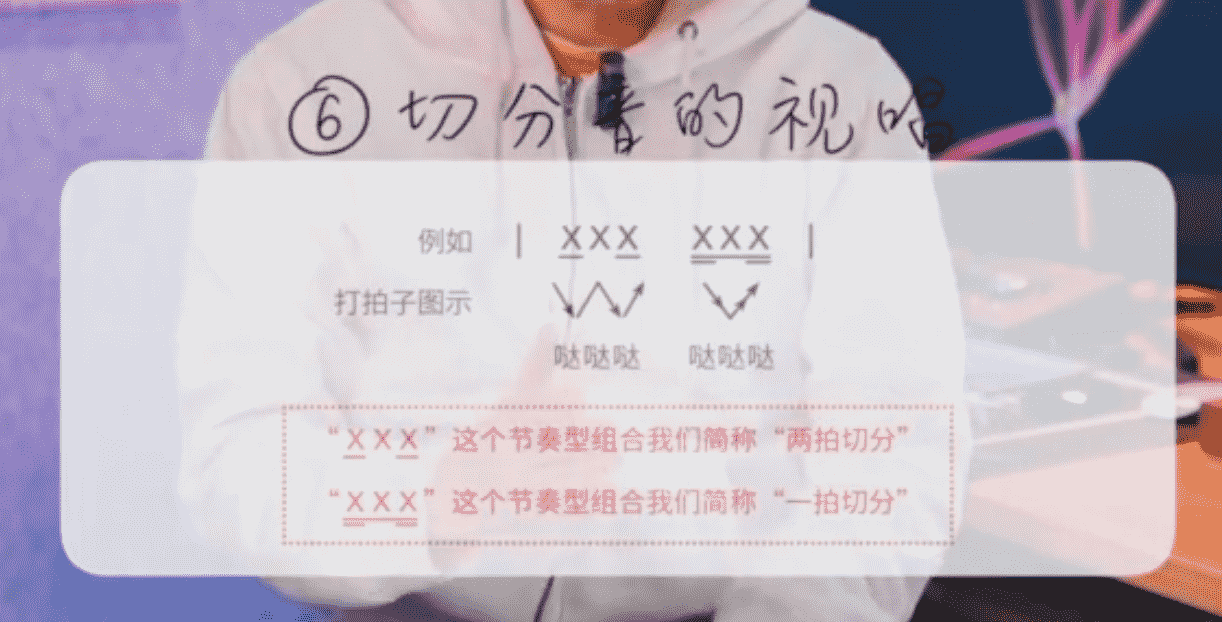 ⑥ 切分音的视唱
例如 | X X X X X X |
打拍子图示
哒哒哒 哒哒哒
“X X X”这个节奏型组合我们简称“两拍切分”
“X X X”这个节奏型组合我们简称“一拍切分”